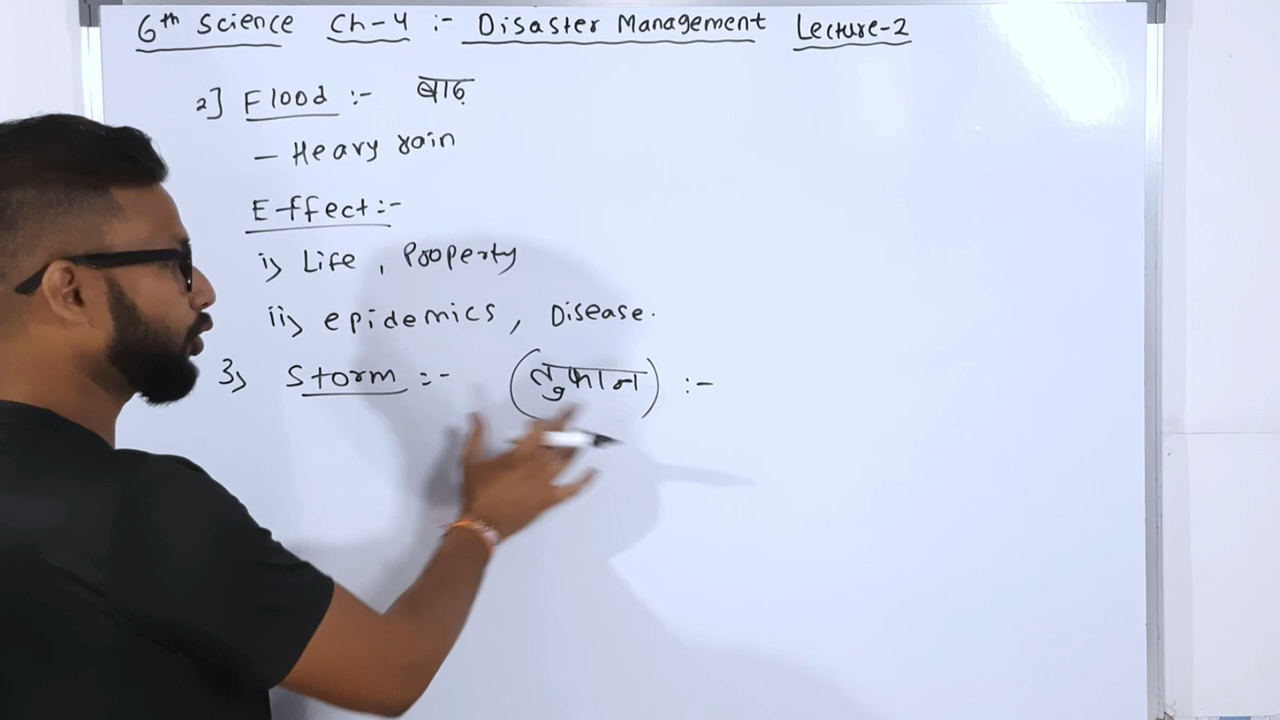 6th Science Ch-4 :- Disaster Management Lecture-2
2] Flood :- बाढ़
- Heavy rain
Effect:-
i) Life, Property
ii) epidemics, Disease.
3) Storm :- (तुफान) :-